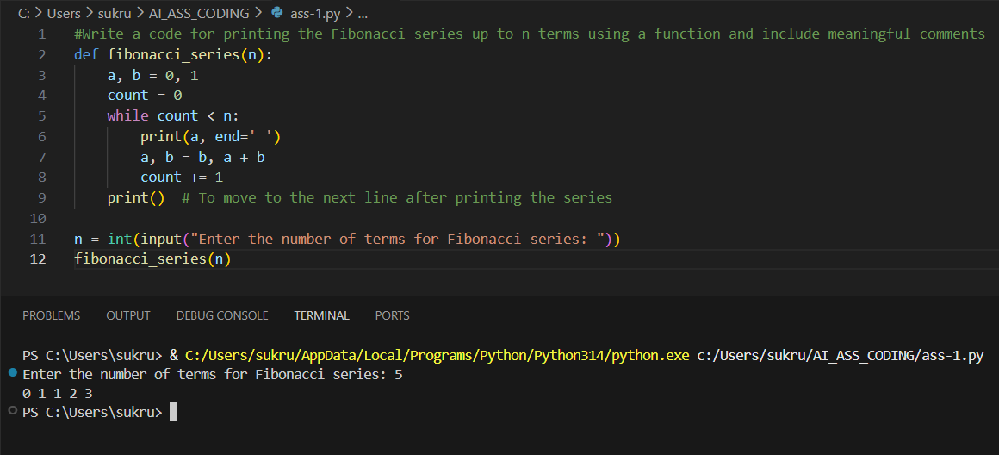 C: > Users > sukru > AI_ASS_CODING > ass-1.py > ...
1 #Write a code for printing the Fibonacci series up to n terms using a function and include meaningful comments
2 def fibonacci_series(n):
3     a, b = 0, 1
4     count = 0
5     while count < n:
6         print(a, end=' ')
7         a, b = b, a + b
8         count += 1
9     print()  # To move to the next line after printing the series
10
11 n = int(input("Enter the number of terms for Fibonacci series: "))
12 fibonacci_series(n)
PROBLEMS OUTPUT DEBUG CONSOLE TERMINAL PORTS
PS C:\Users\sukru> & C:/Users/sukru/AppData/Local/Programs/Python/Python314/python.exe c:/Users/sukru/AI_ASS_CODING/ass-1.py
Enter the number of terms for Fibonacci series: 5
0 1 1 2 3
PS C:\Users\sukru>